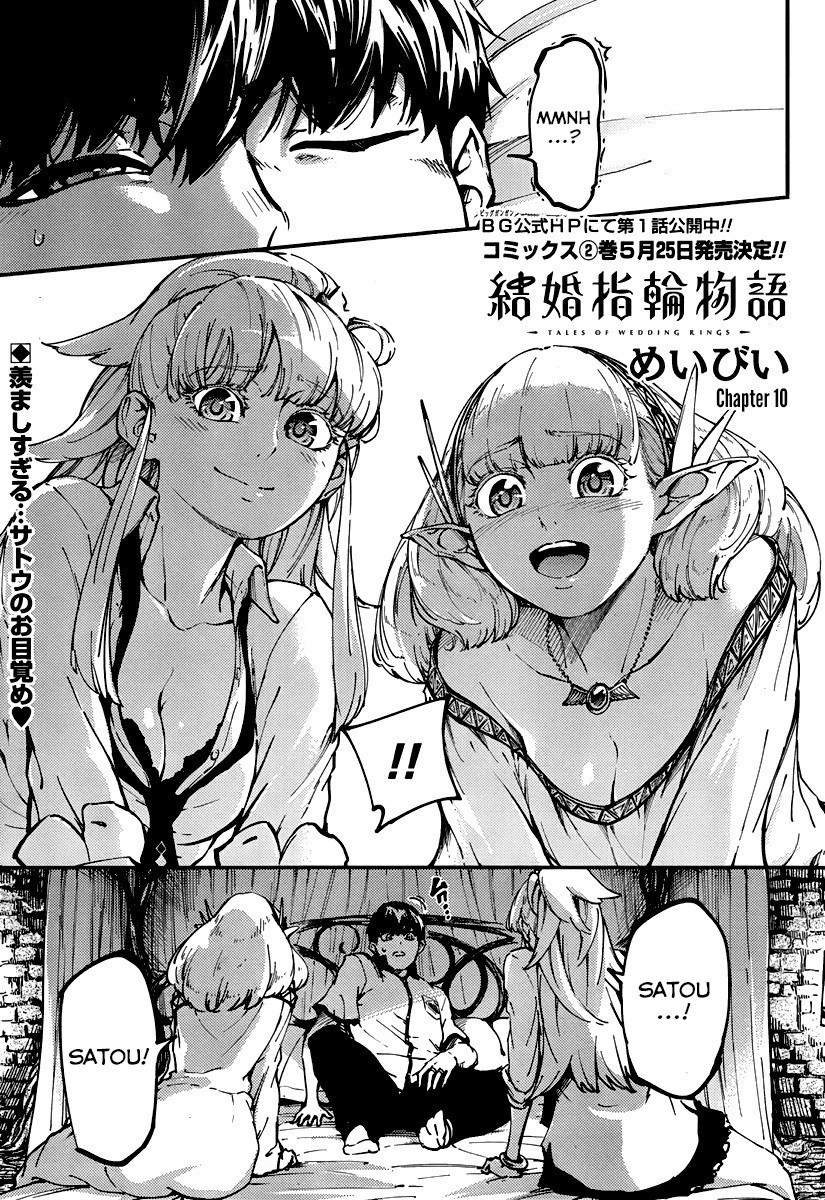 MMNH
...?
ビッグガンガン
BG公式HPにて第1話公開中!!
コミックス②巻5月25日発売決定!!
結婚指輪物語
TALES OF WEDDING RINGS
めいびい
Chapter 10
◆羨ましすぎる…サトウのお目覚め♥
!!
SATOU
...!
SATOU!